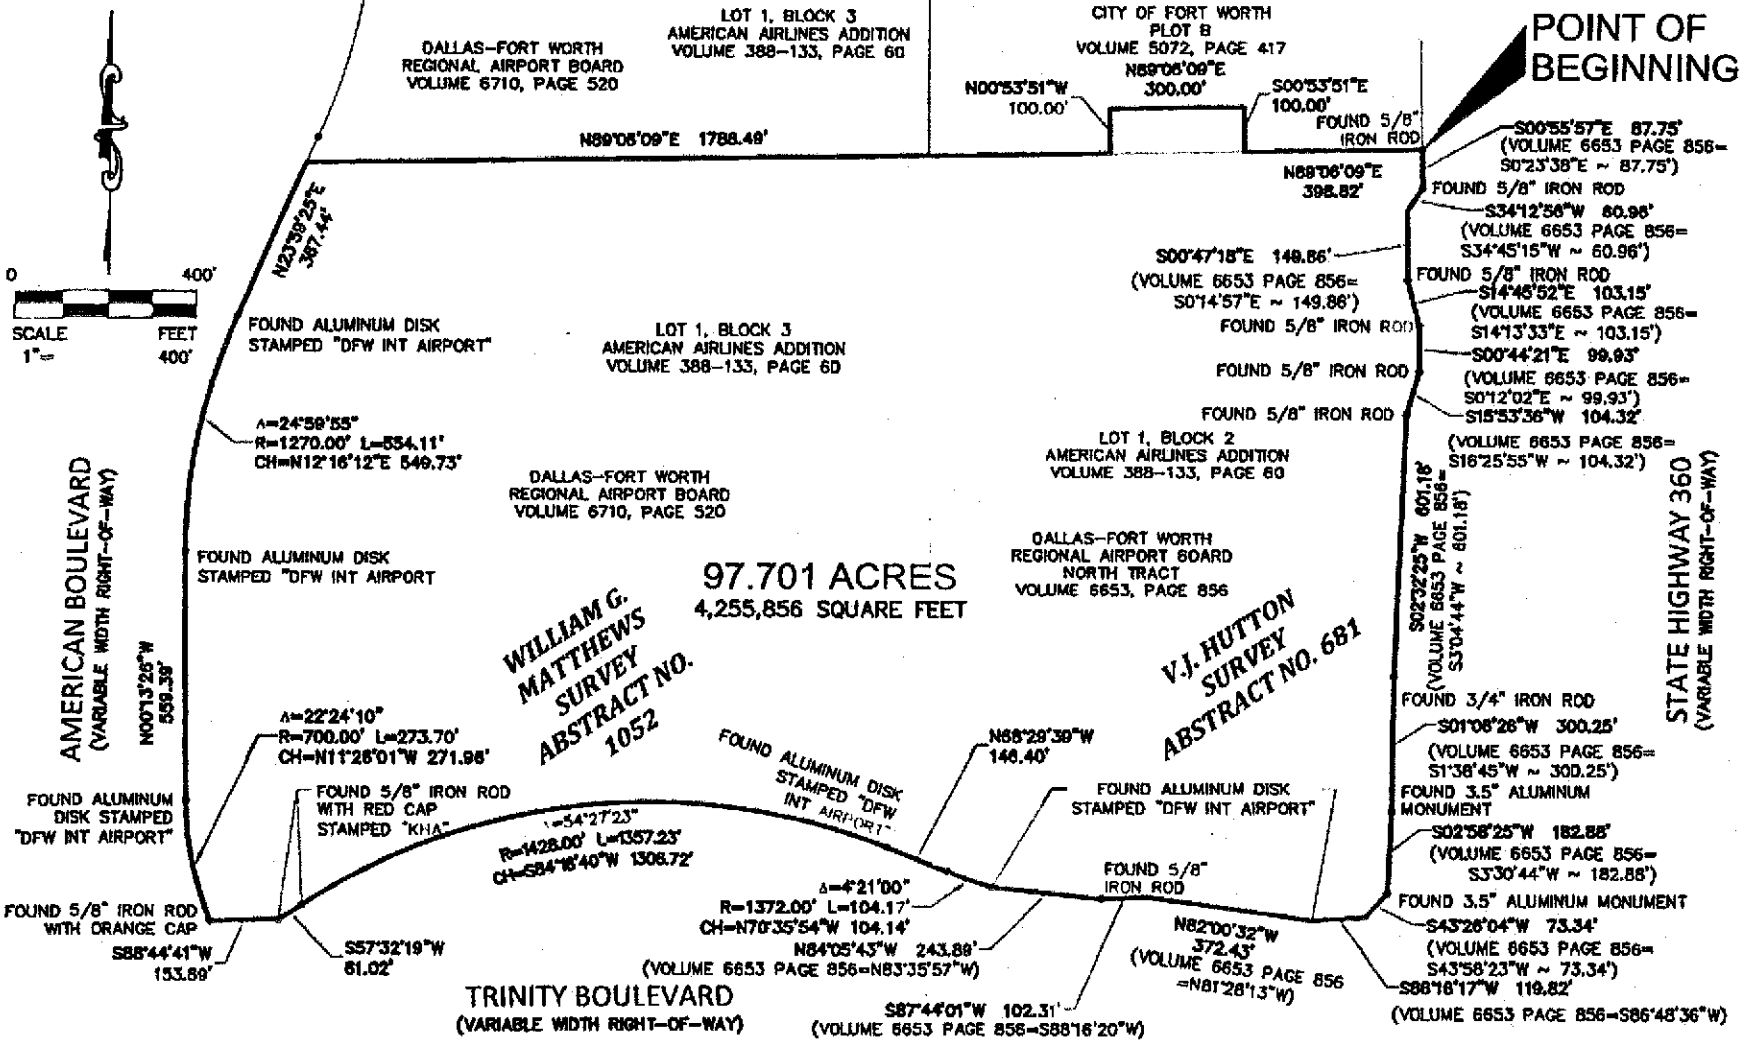 LOT 1, BLOCK 3
AMERICAN AIRLINES ADDITION
VOLUME 388-133, PAGE 60
CITY OF FORT WORTH
PLOT B
VOLUME 5072, PAGE 417
POINT OF
BEGINNING
DALLAS-FORT WORTH
REGIONAL AIRPORT BOARD
VOLUME 6710, PAGE 520
N89°06'09"E
300.00'
N00°53'51"W
100.00'
S00°53'51"E
100.00'
FOUND 5/8"
IRON ROD
N89°06'09"E 1788.49'
N89°06'09"E
398.82'
S00°55'57"E 87.75'
(VOLUME 6653 PAGE 856=
S0°23'38"E ~ 87.75')
FOUND 5/8" IRON ROD
S34°12'56"W 60.96'
(VOLUME 6653 PAGE 856=
S34°45'15"W ~ 60.96')
N23°59'25"E
367.44'
S00°47'18"E 149.86'
(VOLUME 6653 PAGE 856=
S0°14'57"E ~ 149.86')
FOUND 5/8" IRON ROD
S14°45'52"E 103.15'
(VOLUME 6653 PAGE 856=
S14°13'33"E ~ 103.15')
0 400'
SCALE FEET
1"= 400'
FOUND ALUMINUM DISK
STAMPED "DFW INT AIRPORT"
LOT 1, BLOCK 3
AMERICAN AIRLINES ADDITION
VOLUME 388-133, PAGE 60
FOUND 5/8" IRON ROD
S00°44'21"E 99.93'
(VOLUME 6653 PAGE 856=
S0°12'02"E ~ 99.93')
FOUND 5/8" IRON ROD
S15°53'36"W 104.32'
(VOLUME 6653 PAGE 856=
S16°25'55"W ~ 104.32')
FOUND 5/8" IRON ROD
Δ=24°59'55"
R=1270.00' L=554.11'
CH=N12°16'12"E 549.73'
LOT 1, BLOCK 2
AMERICAN AIRLINES ADDITION
VOLUME 388-133, PAGE 60
AMERICAN BOULEVARD
(VARIABLE WIDTH RIGHT-OF-WAY)
DALLAS-FORT WORTH
REGIONAL AIRPORT BOARD
VOLUME 6710, PAGE 520
STATE HIGHWAY 360
(VARIABLE WIDTH RIGHT-OF-WAY)
S02°32'25"W 601.18'
(VOLUME 6653 PAGE 856=
S3°04'44"W ~ 601.18')
FOUND ALUMINUM DISK
STAMPED "DFW INT AIRPORT
DALLAS-FORT WORTH
REGIONAL AIRPORT BOARD
NORTH TRACT
VOLUME 6653, PAGE 856
97.701 ACRES
4,255,856 SQUARE FEET
WILLIAM G.
MATTHEWS
SURVEY
ABSTRACT NO.
1052
V.J. HUTTON
SURVEY
ABSTRACT NO. 681
N00°13'26"W
559.39'
FOUND 3/4" IRON ROD
S01°06'26"W 300.25'
(VOLUME 6653 PAGE 856=
S1°38'45"W ~ 300.25')
Δ=22°24'10"
R=700.00' L=273.70'
CH=N11°26'01"W 271.96'
FOUND ALUMINUM DISK
STAMPED "DFW
INT AIRPORT"
N68°29'39"W
146.40'
FOUND ALUMINUM
DISK STAMPED
"DFW INT AIRPORT"
FOUND 5/8" IRON ROD
WITH RED CAP
STAMPED "KHA"
FOUND ALUMINUM DISK
STAMPED "DFW INT AIRPORT"
FOUND 3.5" ALUMINUM
MONUMENT
=54°27'23"
R=1428.00' L=1357.23'
CH=S84°16'40"W 1306.72'
S02°58'25"W 182.88'
(VOLUME 6653 PAGE 856=
S3°30'44"W ~ 182.88')
FOUND 5/8"
IRON ROD
Δ=4°21'00"
R=1372.00' L=104.17'
CH=N70°35'54"W 104.14'
FOUND 3.5" ALUMINUM MONUMENT
FOUND 5/8" IRON ROD
WITH ORANGE CAP
S88°44'41"W
153.69'
S57°32'19"W
61.02'
N84°05'43"W 243.89'
(VOLUME 6653 PAGE 856=N83°35'57"W)
N82°00'32"W
372.43'
(VOLUME 6653 PAGE 856
=N81°28'13"W)
S43°26'04"W 73.34'
(VOLUME 6653 PAGE 856=
S43°58'23"W ~ 73.34')
S86°16'17"W 119.82'
(VOLUME 6653 PAGE 856=S86°48'36"W)
TRINITY BOULEVARD
(VARIABLE WIDTH RIGHT-OF-WAY)
S87°44'01"W 102.31'
(VOLUME 6653 PAGE 856=S88°16'20"W)